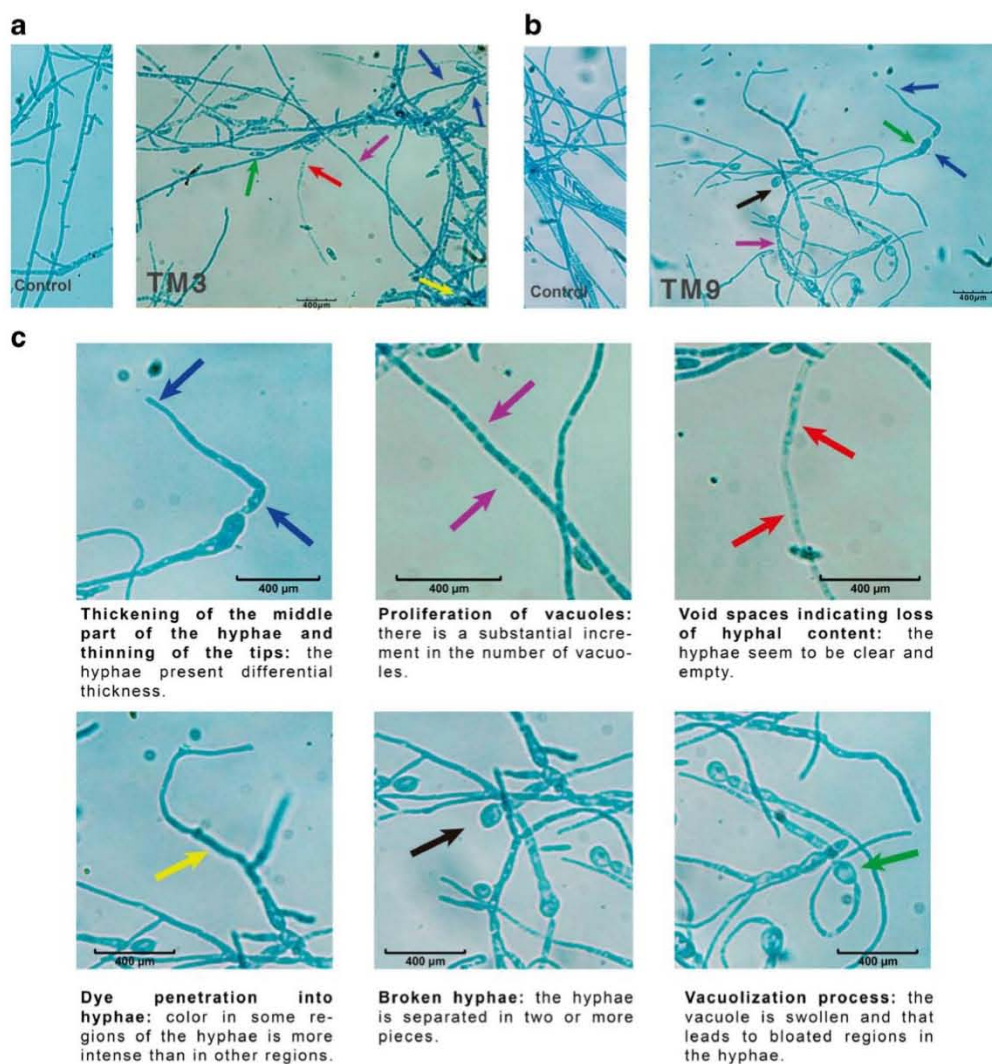 a
b
Control
TM3
400μm
Control
TM9
400μm
c
400 μm
400 μm
400 μm
Thickening of the middle
part of the hyphae and
thinning of the tips: the
hyphae present differential
thickness.
Proliferation of vacuoles:
there is a substantial incre-
ment in the number of vacuo-
les.
Void spaces indicating loss
of hyphal content: the
hyphae seem to be clear and
empty.
400 μm
400 μm
400 μm
Dye penetration into
hyphae: color in some re-
gions of the hyphae is more
intense than in other regions.
Broken hyphae: the hyphae
is separated in two or more
pieces.
Vacuolization process: the
vacuole is swollen and that
leads to bloated regions in
the hyphae.